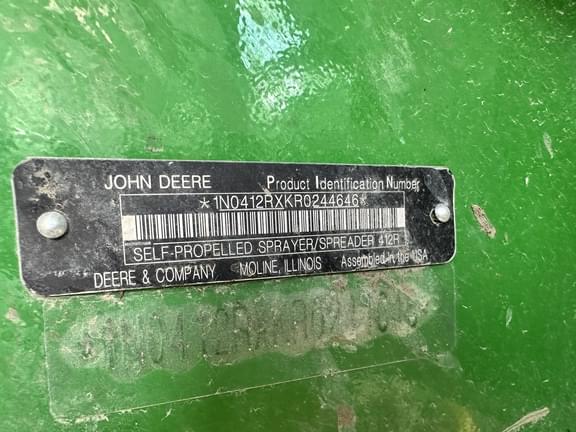 JOHN DEERE Product Identification Number
*1N0412RXKR0244646*
SELF-PROPELLED SPRAYER/SPREADER 412R
DEERE & COMPANY MOLINE, ILLINOIS Assembled in the USA